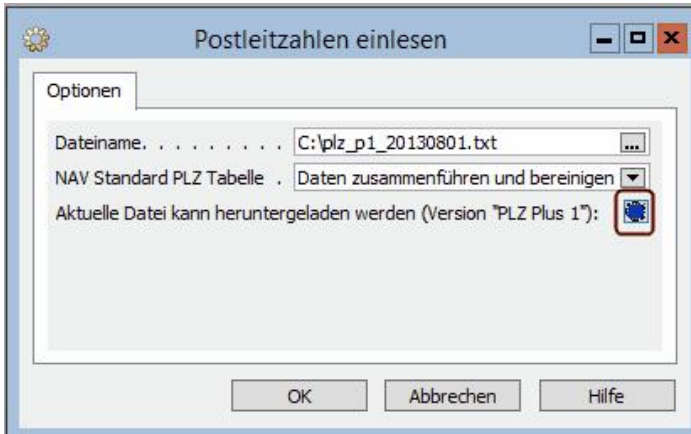 Postleitzahlen einlesen
Optionen
Dateiname. . . . . . . . . . C:\plz_p1_20130801.txt ...
NAV Standard PLZ Tabelle . Daten zusammenführen und bereinigen
Aktuelle Datei kann heruntergeladen werden (Version "PLZ Plus 1"):
OK Abbrechen Hilfe